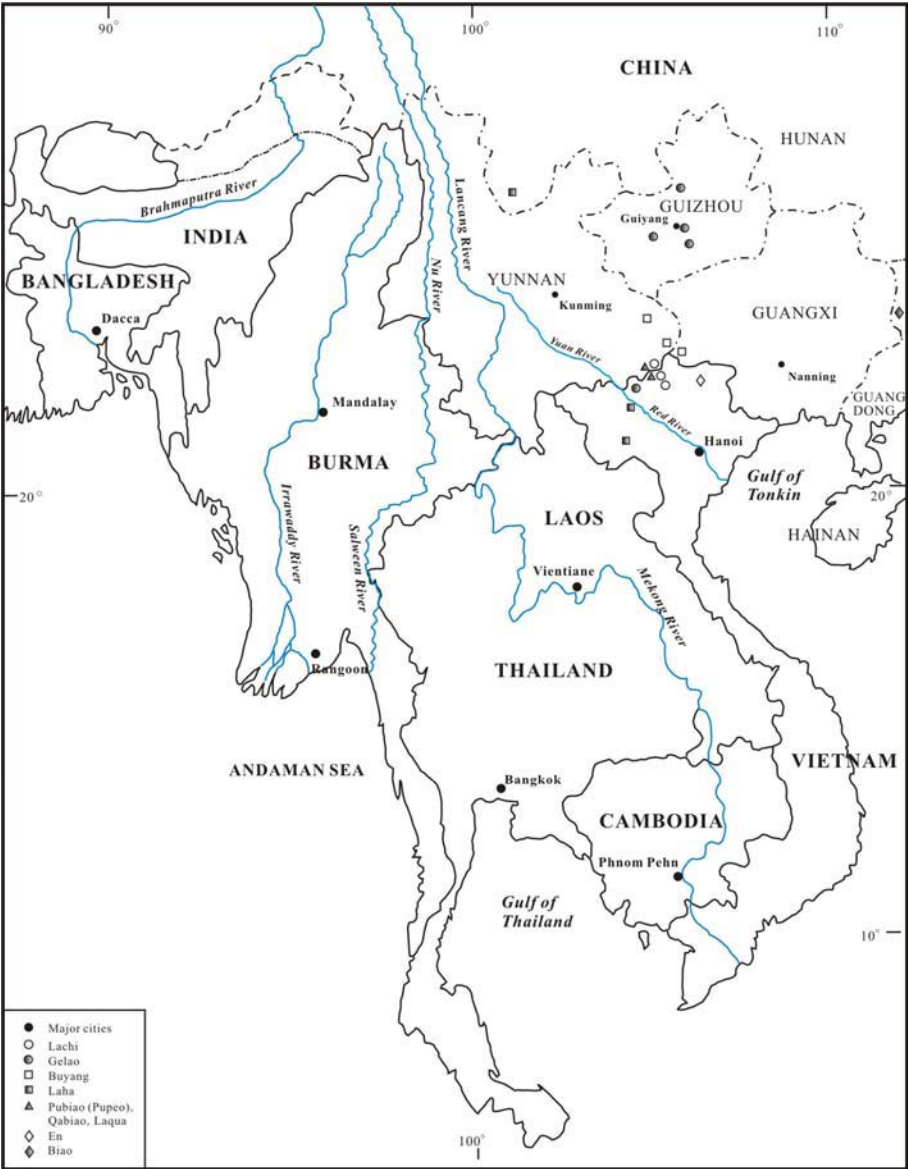 90°
100°
110°
CHINA
HUNAN
Brahmaputra River
Lancang River
GUIZHOU
Guiyang
INDIA
Nu River
BANGLADESH
YUNNAN
Kunming
GUANGXI
Dacca
Yuan River
Nanning
Mandalay
GUANG
DONG
Red River
Hanoi
BURMA
Gulf of
Tonkin
20°
20°
Irrawaddy River
LAOS
HAINAN
Salween River
Vientiane
Mekong River
Rangoon
THAILAND
VIETNAM
ANDAMAN SEA
Bangkok
CAMBODIA
Phnom Pehn
Gulf of
Thailand
10°
Major cities
Lachi
Gelao
Buyang
Laha
Pubiao (Pupeo),
Qabiao, Laqua
En
Biao
100°